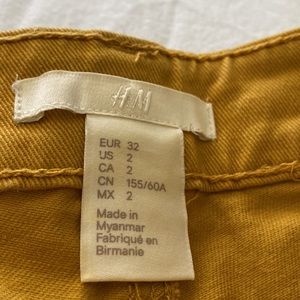 H&M
EUR 32
US 2
CA 2
CN 155/60A
MX 2
Made in
Myanmar
Fabriqué en
Birmanie